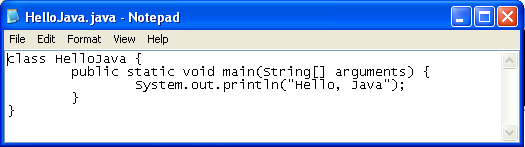 HelloJava.java - Notepad
File Edit Format View Help
class HelloJava {
        public static void main(String[] arguments) {
                System.out.println("Hello, Java");
        }
}